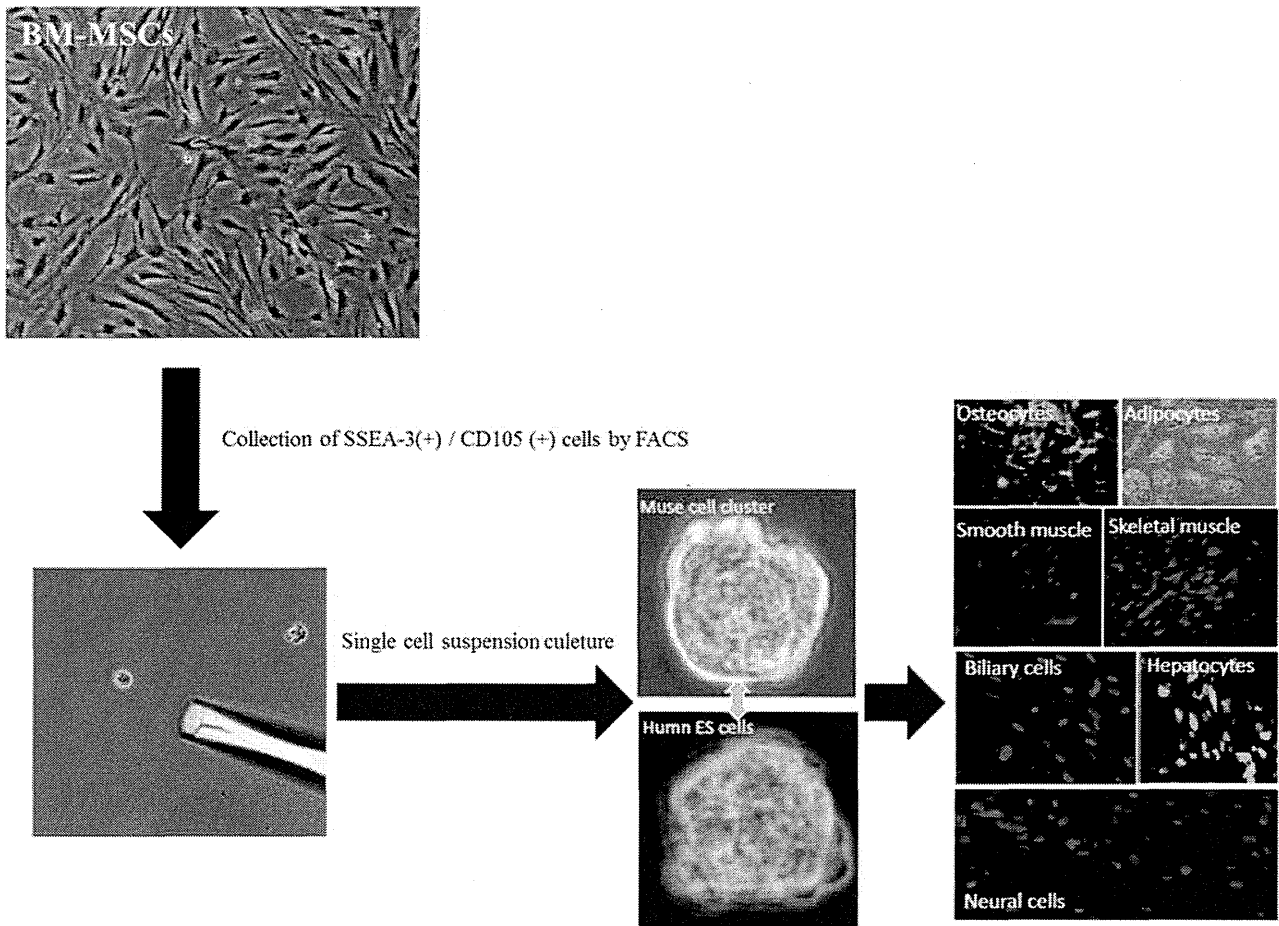 BM-MSCs
Collection of SSEA-3(+) / CD105 (+) cells by FACS
Single cell suspension culeture
Muse cell cluster
Humn ES cells
Osteocytes
Adipocytes
Smooth muscle
Skeletal muscle
Biliary cells
Hepatocytes
Neural cells